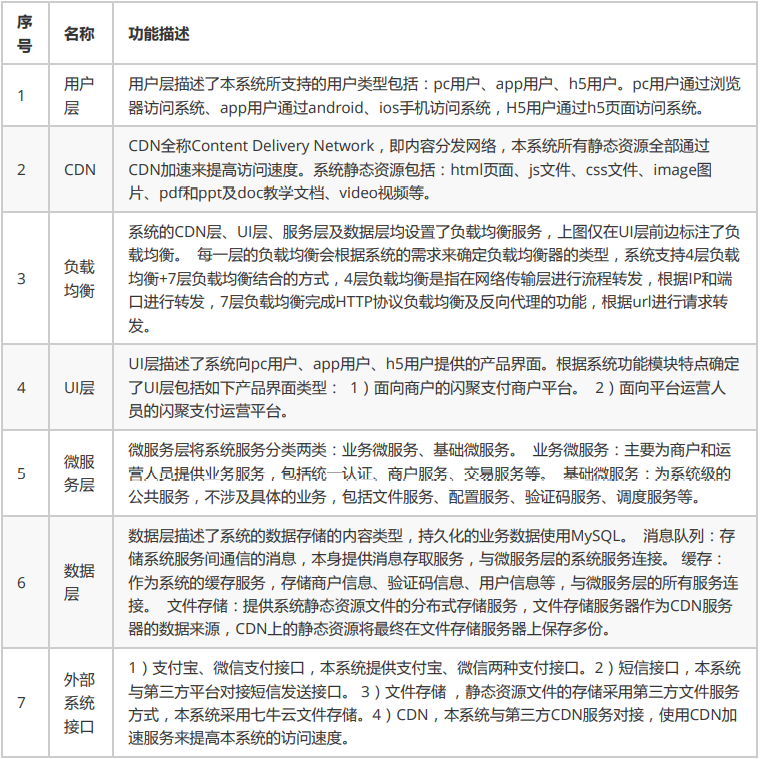 序
号
名称
功能描述
1
用户
层
用户层描述了本系统所支持的用户类型包括：pc用户、app用户、h5用户。pc用户通过浏览
器访问系统、app用户通过android、ios手机访问系统，H5用户通过h5页面访问系统。
2
CDN
CDN全称Content Delivery Network，即内容分发网络，本系统所有静态资源全部通过
CDN加速来提高访问速度。系统静态资源包括：html页面、js文件、css文件、image图
片、pdf和ppt及doc教学文档、video视频等。
3
负载
均衡
系统的CDN层、UI层、服务层及数据层均设置了负载均衡服务，上图仅在UI层前边标注了负
载均衡。 每一层的负载均衡会根据系统的需求来确定负载均衡器的类型，系统支持4层负载
均衡+7层负载均衡结合的方式，4层负载均衡是指在网络传输层进行流程转发，根据IP和端
口进行转发，7层负载均衡完成HTTP协议负载均衡及反向代理的功能，根据url进行请求转
发。
4
UI层
UI层描述了系统向pc用户、app用户、h5用户提供的产品界面。根据系统功能模块特点确定
了UI层包括如下产品界面类型： 1）面向商户的闪聚支付商户平台。 2）面向平台运营人
员的闪聚支付运营平台。
5
微服
务层
微服务层将系统服务分类两类：业务微服务、基础微服务。 业务微服务：主要为商户和运
营人员提供业务服务，包括统一认证、商户服务、交易服务等。 基础微服务：为系统级的
公共服务，不涉及具体的业务，包括文件服务、配置服务、验证码服务、调度服务等。
6
数据
层
数据层描述了系统的数据存储的内容类型，持久化的业务数据使用MySQL。 消息队列：存
储系统服务间通信的消息，本身提供消息存取服务，与微服务层的系统服务连接。 缓存：
作为系统的缓存服务，存储商户信息、验证码信息、用户信息等，与微服务层的所有服务连
接。 文件存储：提供系统静态资源文件的分布式存储服务，文件存储服务器作为CDN服务
器的数据来源，CDN上的静态资源将最终在文件存储服务器上保存多份。
7
外部
系统
接口
1）支付宝、微信支付接口，本系统提供支付宝、微信两种支付接口。2）短信接口，本系统
与第三方平台对接短信发送接口。 3）文件存储 ，静态资源文件的存储采用第三方文件服务
方式，本系统采用七牛云文件存储。4）CDN，本系统与第三方CDN服务对接，使用CDN加
速服务来提高本系统的访问速度。